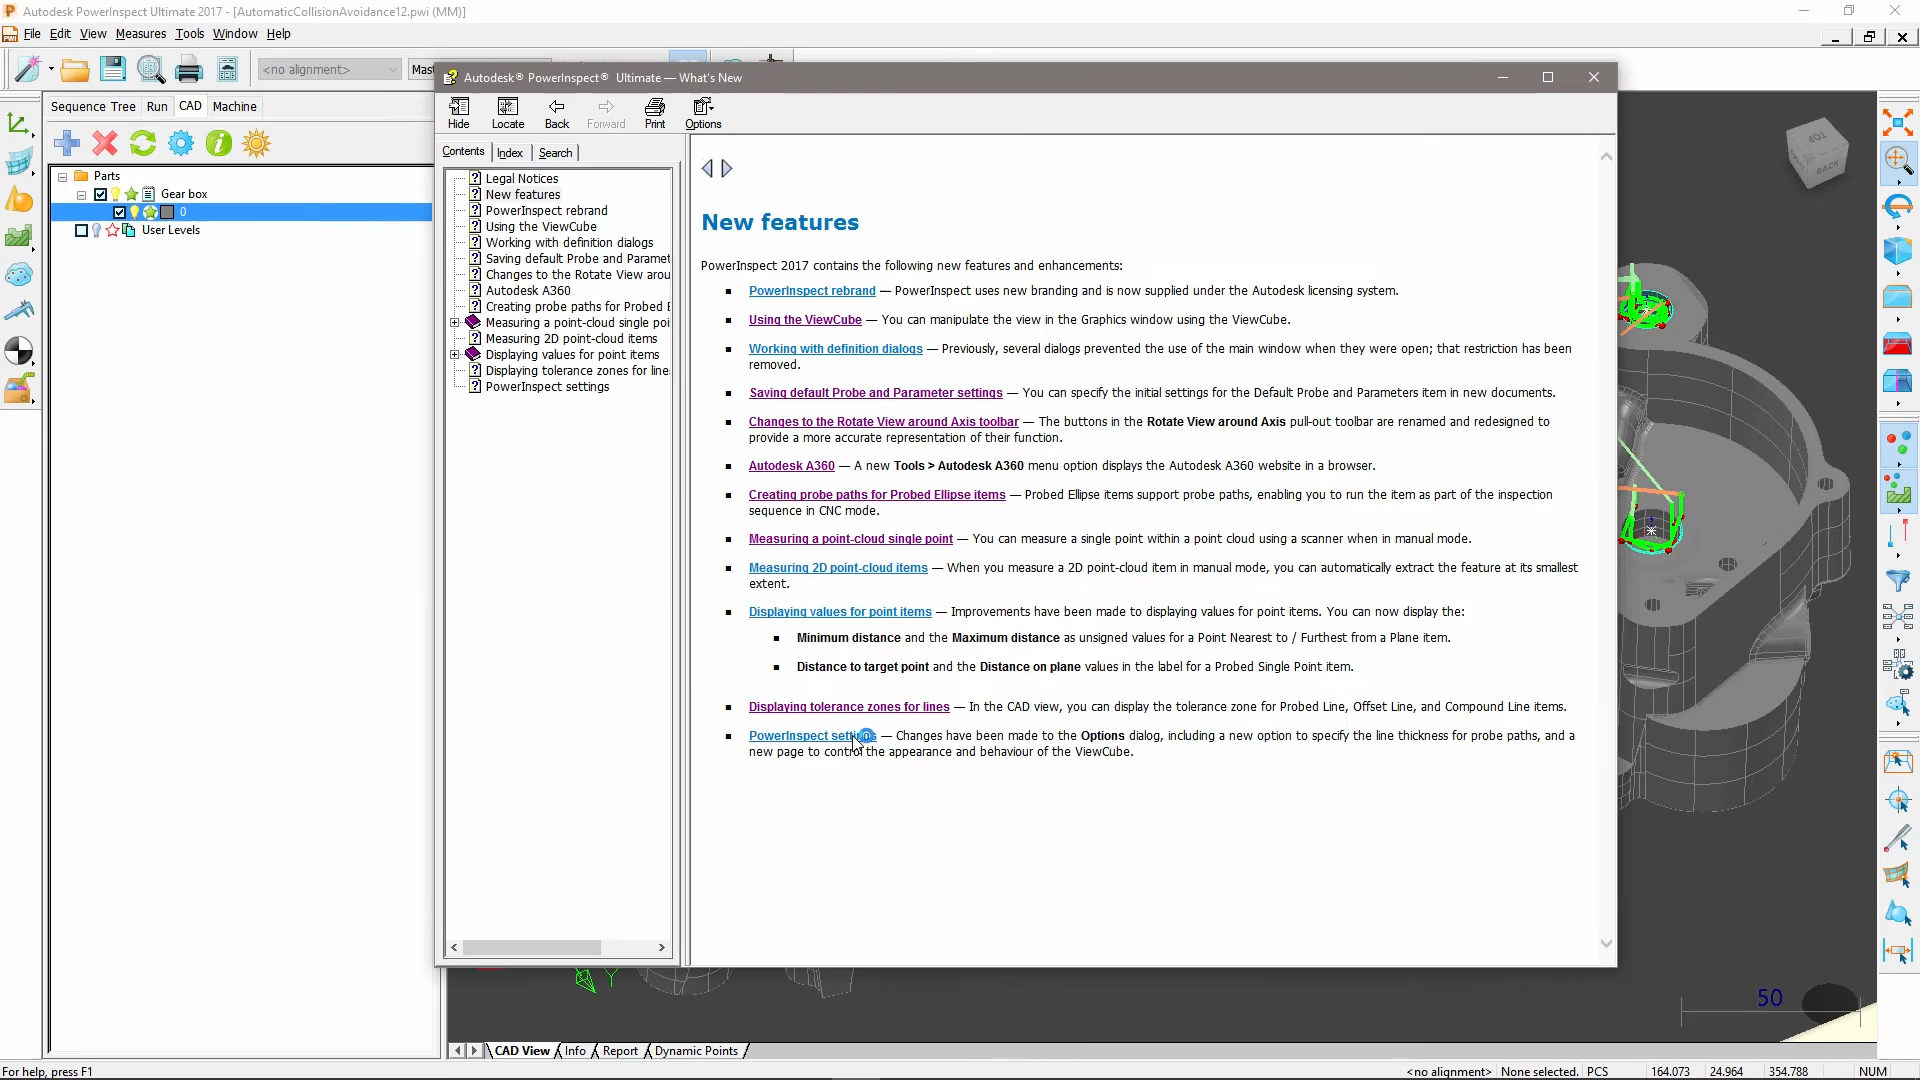 Autodesk PowerInspect Ultimate 2017 - [AutomaticCollisionAvoidance12.pwi (MM)]
File Edit View Measures Tools Window Help
<no alignment>
Autodesk® PowerInspect® Ultimate — What's New
Sequence Tree Run CAD Machine
Hide Locate Back Forward Print Options
Contents Index Search
Parts
Gear box
0
User Levels
Legal Notices
New features
PowerInspect rebrand
Using the ViewCube
Working with definition dialogs
Saving default Probe and Paramet
Changes to the Rotate View arou
Autodesk A360
Creating probe paths for Probed E
Measuring a point-cloud single poi
Measuring 2D point-cloud items
Displaying values for point items
Displaying tolerance zones for line
PowerInspect settings
New features
PowerInspect 2017 contains the following new features and enhancements:
PowerInspect rebrand — PowerInspect uses new branding and is now supplied under the Autodesk licensing system.
Using the ViewCube — You can manipulate the view in the Graphics window using the ViewCube.
Working with definition dialogs — Previously, several dialogs prevented the use of the main window when they were open; that restriction has been
removed.
Saving default Probe and Parameter settings — You can specify the initial settings for the Default Probe and Parameters item in new documents.
Changes to the Rotate View around Axis toolbar — The buttons in the Rotate View around Axis pull-out toolbar are renamed and redesigned to
provide a more accurate representation of their function.
Autodesk A360 — A new Tools > Autodesk A360 menu option displays the Autodesk A360 website in a browser.
Creating probe paths for Probed Ellipse items — Probed Ellipse items support probe paths, enabling you to run the item as part of the inspection
sequence in CNC mode.
Measuring a point-cloud single point — You can measure a single point within a point cloud using a scanner when in manual mode.
Measuring 2D point-cloud items — When you measure a 2D point-cloud item in manual mode, you can automatically extract the feature at its smallest
extent.
Displaying values for point items — Improvements have been made to displaying values for point items. You can now display the:
Minimum distance and the Maximum distance as unsigned values for a Point Nearest to / Furthest from a Plane item.
Distance to target point and the Distance on plane values in the label for a Probed Single Point item.
Displaying tolerance zones for lines — In the CAD view, you can display the tolerance zone for Probed Line, Offset Line, and Compound Line items.
PowerInspect settings — Changes have been made to the Options dialog, including a new option to specify the line thickness for probe paths, and a
new page to control the appearance and behaviour of the ViewCube.
TOP
BACK
Y
50
CAD View Info Report Dynamic Points
For help, press F1
<no alignment> None selected. PCS 164.073 24.964 354.788 NUM